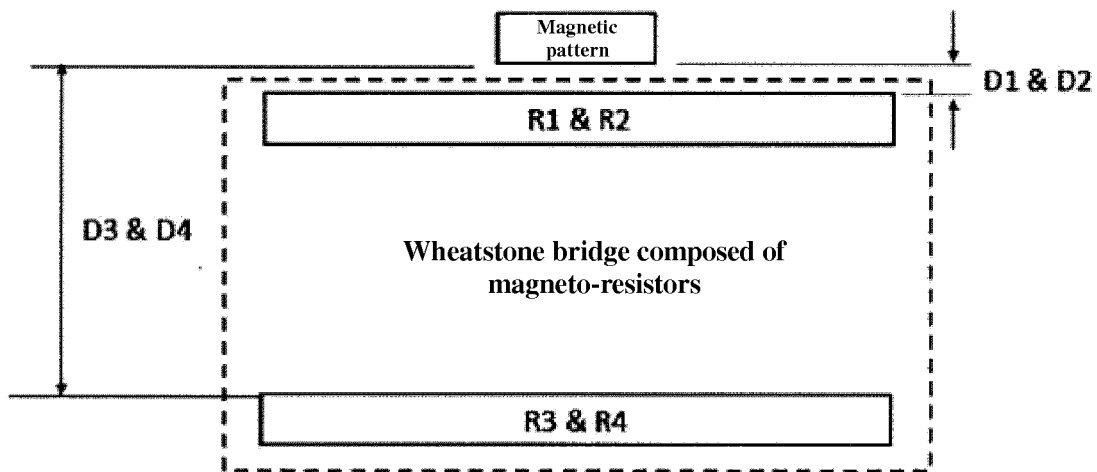 Magnetic
pattern
D1 & D2
R1 & R2
D3 & D4
Wheatstone bridge composed of
magneto-resistors
R3 & R4